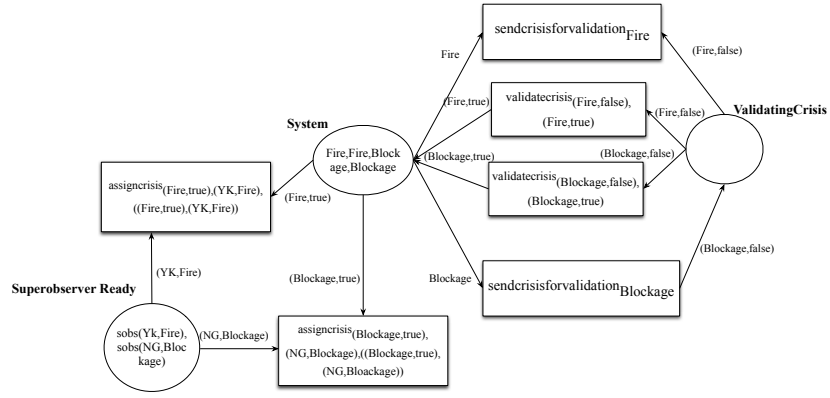 sendcrisisforvalidationFire
Fire
(Fire,false)
(Fire,true)
validatecrisis(Fire,false),
(Fire,true)
(Fire,false)
ValidatingCrisis
System
Fire,Fire,Block
age,Blockage
(Blockage,true)
(Blockage,false)
validatecrisis(Blockage,false),
(Blockage,true)
assigncrisis(Fire,true),(YK,Fire),
((Fire,true),(YK,Fire))
(Fire,true)
(Blockage,false)
(YK,Fire)
(Blockage,true)
Blockage
sendcrisisforvalidationBlockage
Superobserver Ready
sobs(Yk,Fire),
sobs(NG,Bloc
kage)
(NG,Blockage)
assigncrisis(Blockage,true),
(NG,Blockage),((Blockage,true),
(NG,Bloackage))